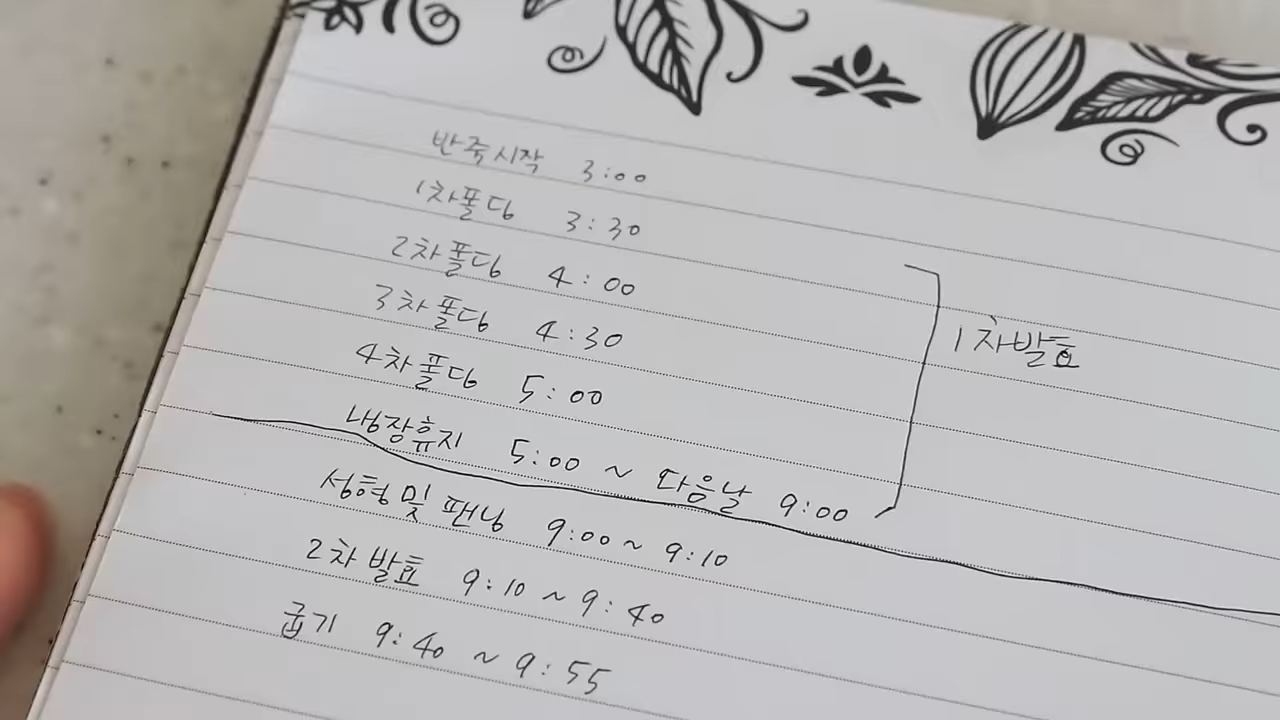 반죽시작 3:00
1차폴딩 3:30
2차폴딩 4:00
3차폴딩 4:30
4차폴딩 5:00
냉장휴지 5:00 ~ 다음날 9:00
1차발효
성형 및 팬닝 9:00 ~ 9:10
2차 발효 9:10 ~ 9:40
굽기 9:40 ~ 9:55